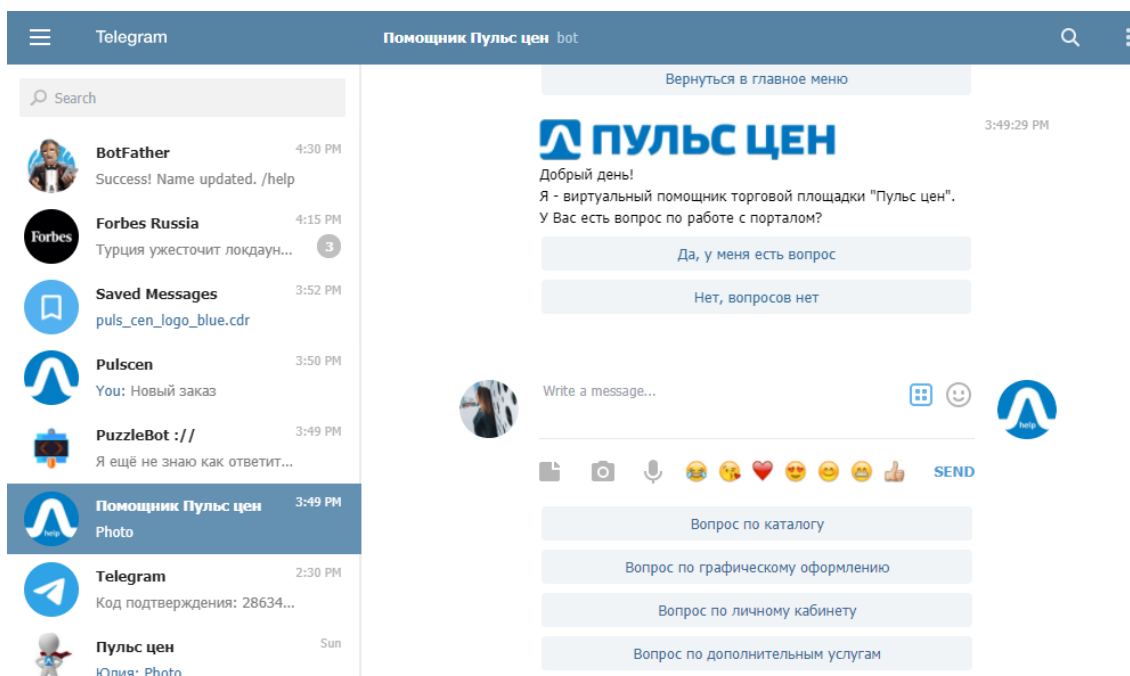 Telegram
Помощник Пульс цен bot
Search
BotFather 4:30 PM
Success! Name updated. /help
Forbes
Forbes Russia 4:15 PM
Турция ужесточит локдаун... 3
Saved Messages 3:52 PM
puls_cen_logo_blue.cdr
Pulscen 3:50 PM
You: Новый заказ
PuzzleBot :// 3:49 PM
Я ещё не знаю как ответит...
help
Помощник Пульс цен 3:49 PM
Photo
Telegram 2:30 PM
Код подтверждения: 28634...
Пульс цен Sun
Юлия: Photo
Вернуться в главное меню
ПУЛЬС ЦЕН 3:49:29 PM
Добрый день!
Я - виртуальный помощник торговой площадки "Пульс цен".
У Вас есть вопрос по работе с порталом?
Да, у меня есть вопрос
Нет, вопросов нет
Write a message...
help
SEND
Вопрос по каталогу
Вопрос по графическому оформлению
Вопрос по личному кабинету
Вопрос по дополнительным услугам